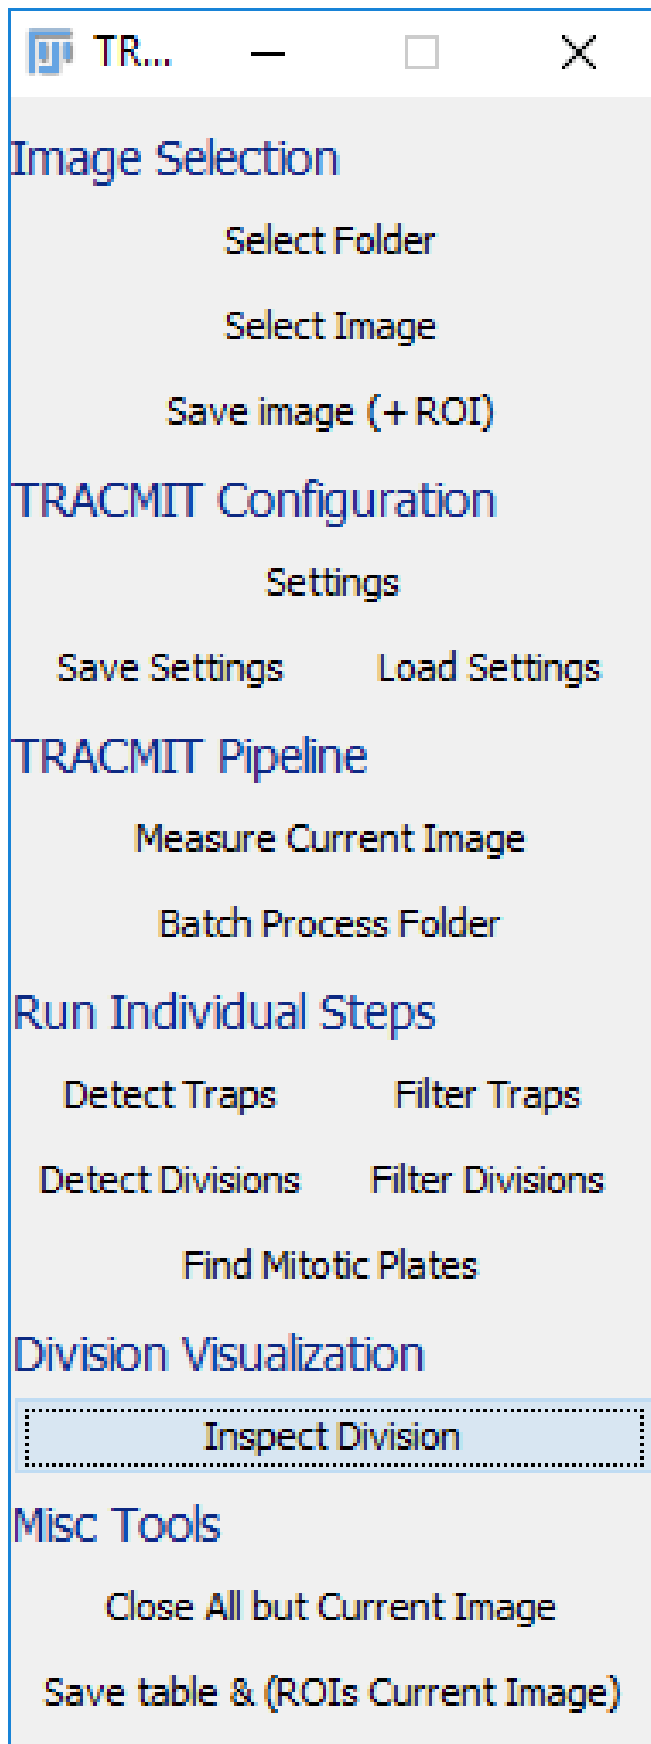 TR...
Image Selection
Select Folder
Select Image
Save image (+ ROI)
TRACMIT Configuration
Settings
Save Settings Load Settings
TRACMIT Pipeline
Measure Current Image
Batch Process Folder
Run Individual Steps
Detect Traps Filter Traps
Detect Divisions Filter Divisions
Find Mitotic Plates
Division Visualization
Inspect Division
Misc Tools
Close All but Current Image
Save table & (ROIs Current Image)